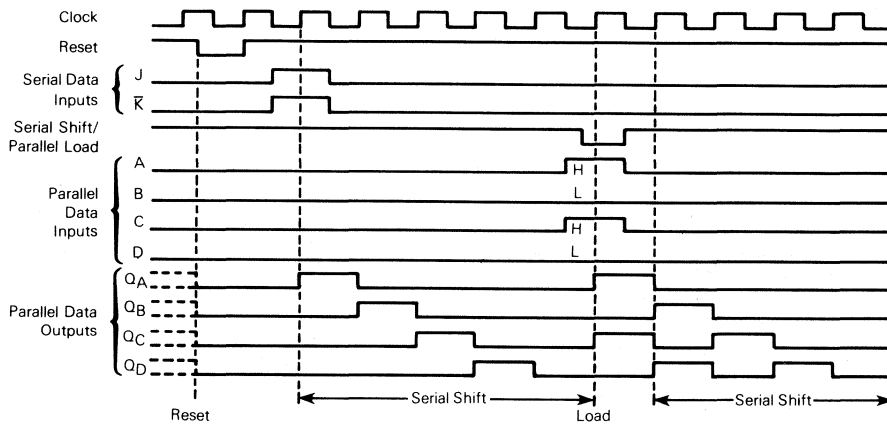 Clock
Reset
Serial Data
Inputs
J
K̅
Serial Shift/
Parallel Load
Parallel
Data
Inputs
A
H
B
L
C
H
D
L
Parallel Data
Outputs
QA
QB
QC
QD
Reset
Serial Shift
Load
Serial Shift